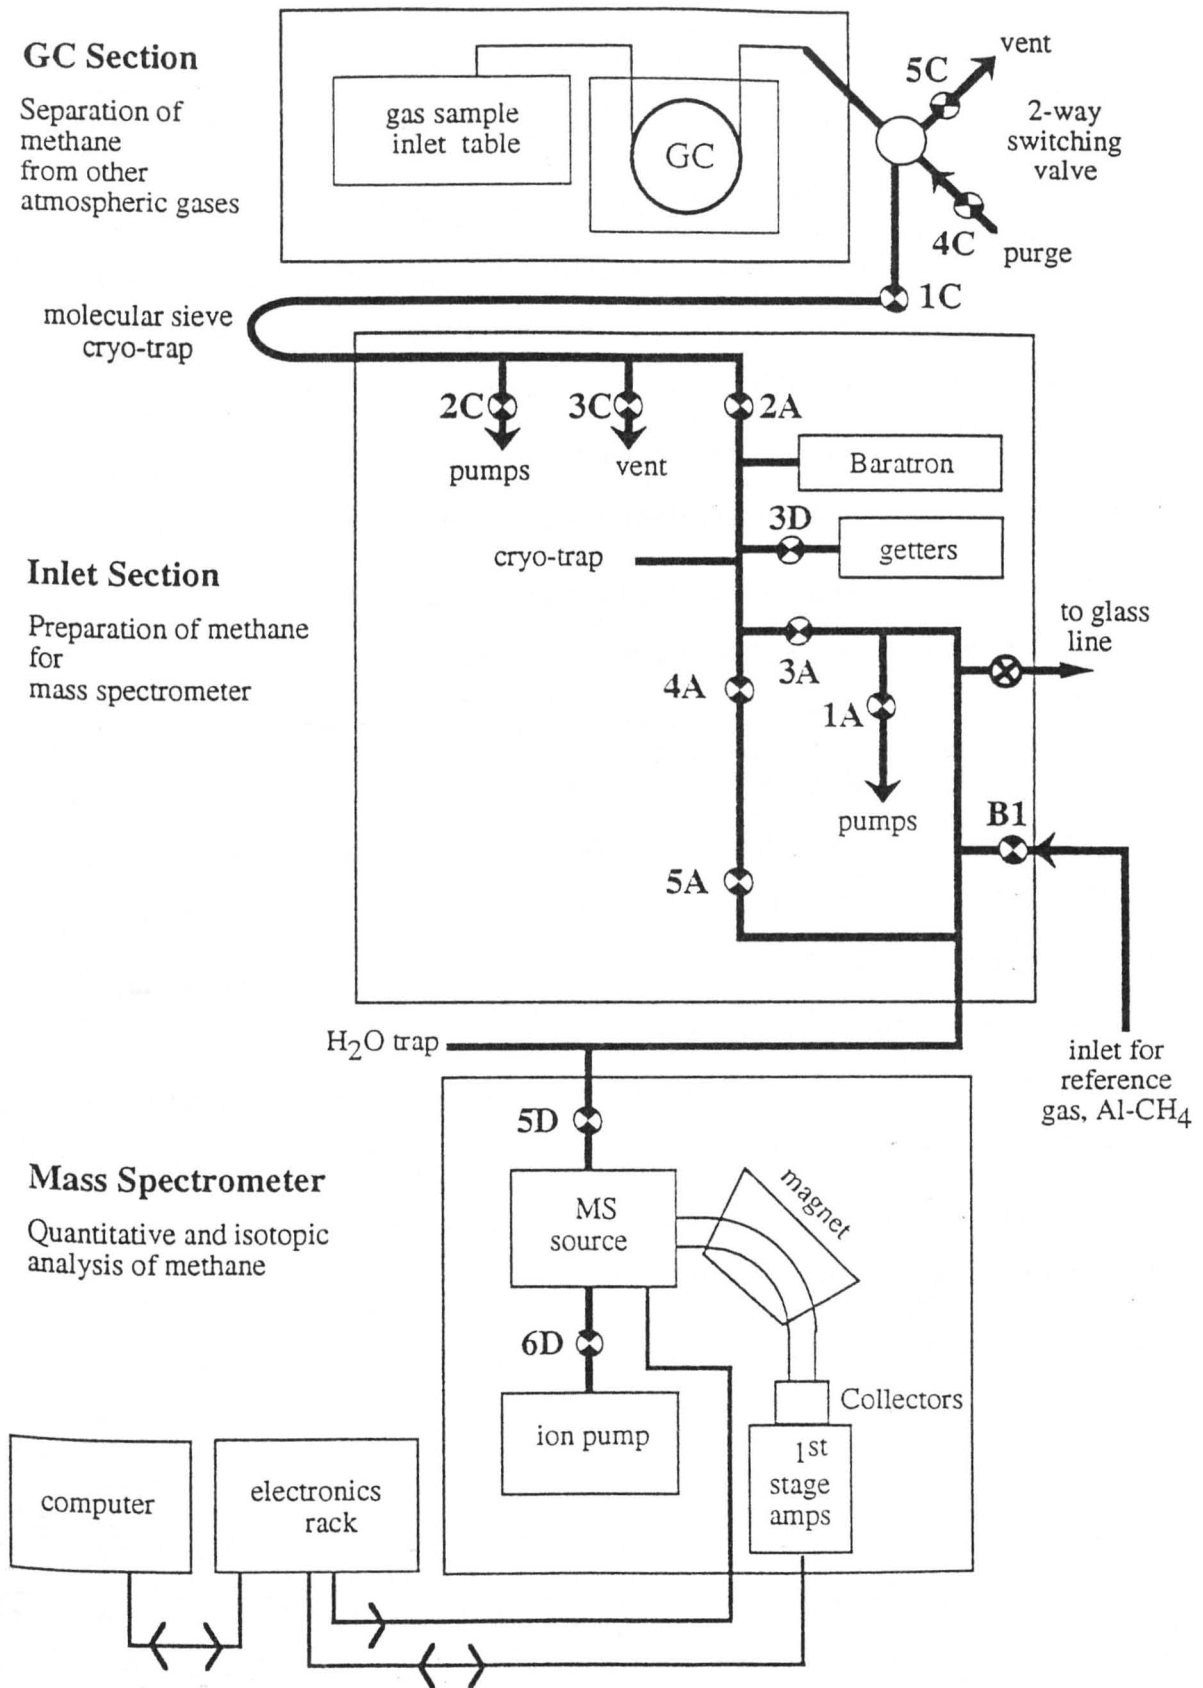 GC Section
Separation of
methane
from other
atmospheric gases
gas sample
inlet table
GC
vent
5C
2-way
switching
valve
4C
purge
1C
molecular sieve
cryo-trap
2C
3C
2A
pumps
vent
Baratron
3D
getters
cryo-trap
Inlet Section
Preparation of methane
for
mass spectrometer
to glass
line
3A
4A
1A
pumps
B1
5A
H2O trap
inlet for
reference
gas, Al-CH4
5D
Mass Spectrometer
Quantitative and isotopic
analysis of methane
MS
source
magnet
6D
ion pump
Collectors
1st
stage
amps
computer
electronics
rack